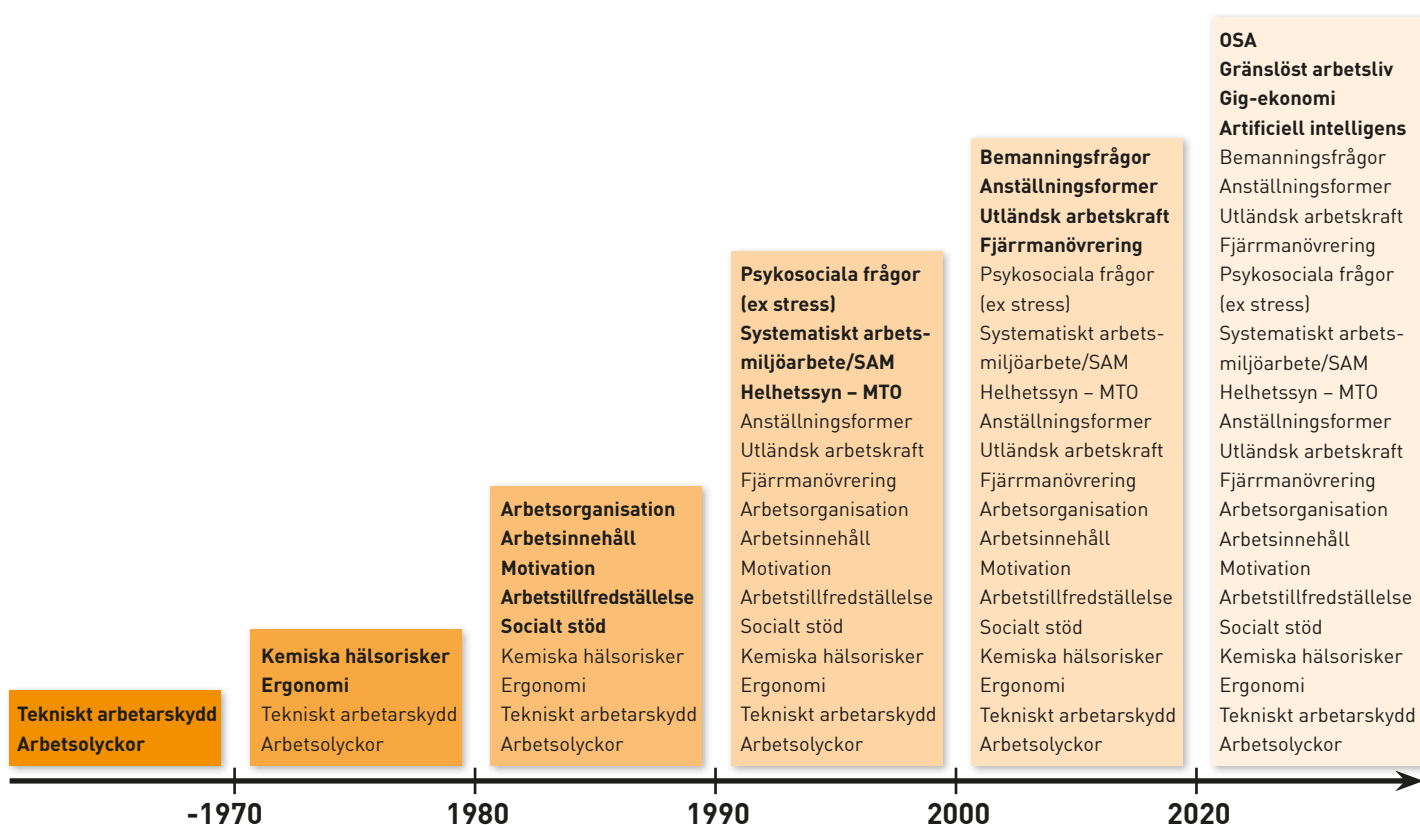 Tekniskt arbetarskydd
Arbetsolyckor
Kemiska hälsorisker
Ergonomi
Tekniskt arbetarskydd
Arbetsolyckor
Arbetsorganisation
Arbetsinnehåll
Motivation
Arbetstillfredställelse
Socialt stöd
Kemiska hälsorisker
Ergonomi
Tekniskt arbetarskydd
Arbetsolyckor
Psykosociala frågor
(ex stress)
Systematiskt arbets-
miljöarbete/SAM
Helhetssyn – MTO
Anställningsformer
Utländsk arbetskraft
Fjärrmanövrering
Arbetsorganisation
Arbetsinnehåll
Motivation
Arbetstillfredställelse
Socialt stöd
Kemiska hälsorisker
Ergonomi
Tekniskt arbetarskydd
Arbetsolyckor
Bemanningsfrågor
Anställningsformer
Utländsk arbetskraft
Fjärrmanövrering
Psykosociala frågor
(ex stress)
Systematiskt arbets-
miljöarbete/SAM
Helhetssyn – MTO
Anställningsformer
Utländsk arbetskraft
Fjärrmanövrering
Arbetsorganisation
Arbetsinnehåll
Motivation
Arbetstillfredställelse
Socialt stöd
Kemiska hälsorisker
Ergonomi
Tekniskt arbetarskydd
Arbetsolyckor
OSA
Gränslöst arbetsliv
Gig-ekonomi
Artificiell intelligens
Bemanningsfrågor
Anställningsformer
Utländsk arbetskraft
Fjärrmanövrering
Psykosociala frågor
(ex stress)
Systematiskt arbets-
miljöarbete/SAM
Helhetssyn – MTO
Anställningsformer
Utländsk arbetskraft
Fjärrmanövrering
Arbetsorganisation
Arbetsinnehåll
Motivation
Arbetstillfredställelse
Socialt stöd
Kemiska hälsorisker
Ergonomi
Tekniskt arbetarskydd
Arbetsolyckor
-1970
1980
1990
2000
2020